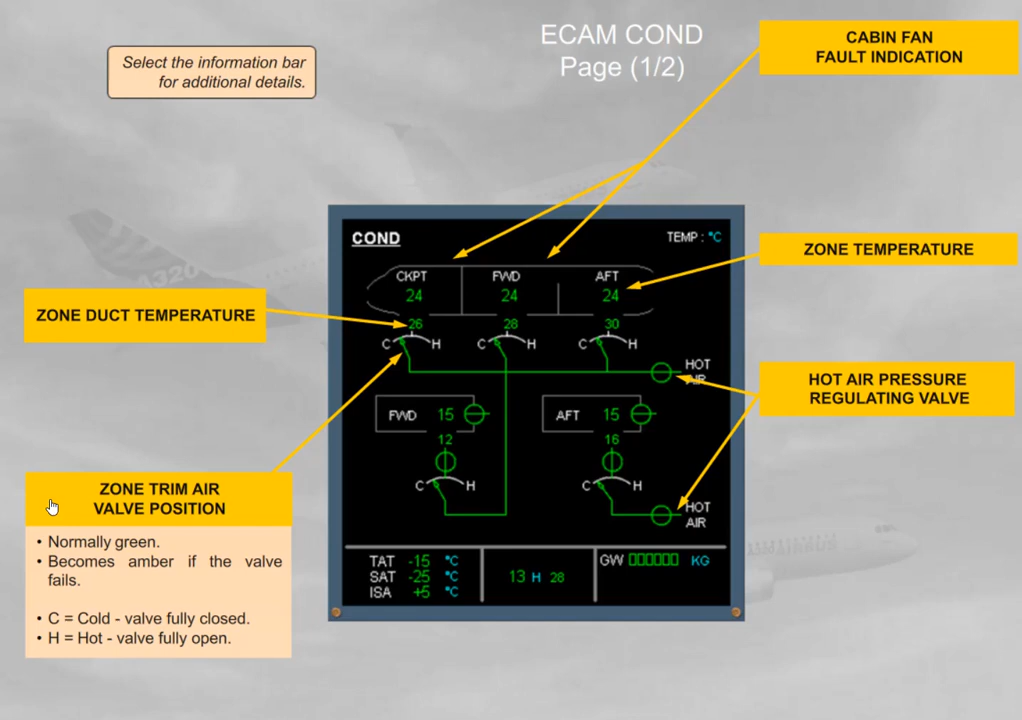 ECAM COND
Page (1/2)
CABIN FAN
FAULT INDICATION
Select the information bar
for additional details.
COND
TEMP : °C
CKPT
FWD
AFT
24
24
24
ZONE TEMPERATURE
ZONE DUCT TEMPERATURE
26
28
30
C
H
C
H
C
H
HOT
AIR
HOT AIR PRESSURE
REGULATING VALVE
FWD
15
AFT
15
12
16
C
H
C
H
HOT
AIR
ZONE TRIM AIR
VALVE POSITION
• Normally green.
• Becomes amber if the valve
fails.
• C = Cold - valve fully closed.
• H = Hot - valve fully open.
TAT -15 °C
SAT -25 °C
ISA +5 °C
13 H 28
GW KG
A320
AIRBUS